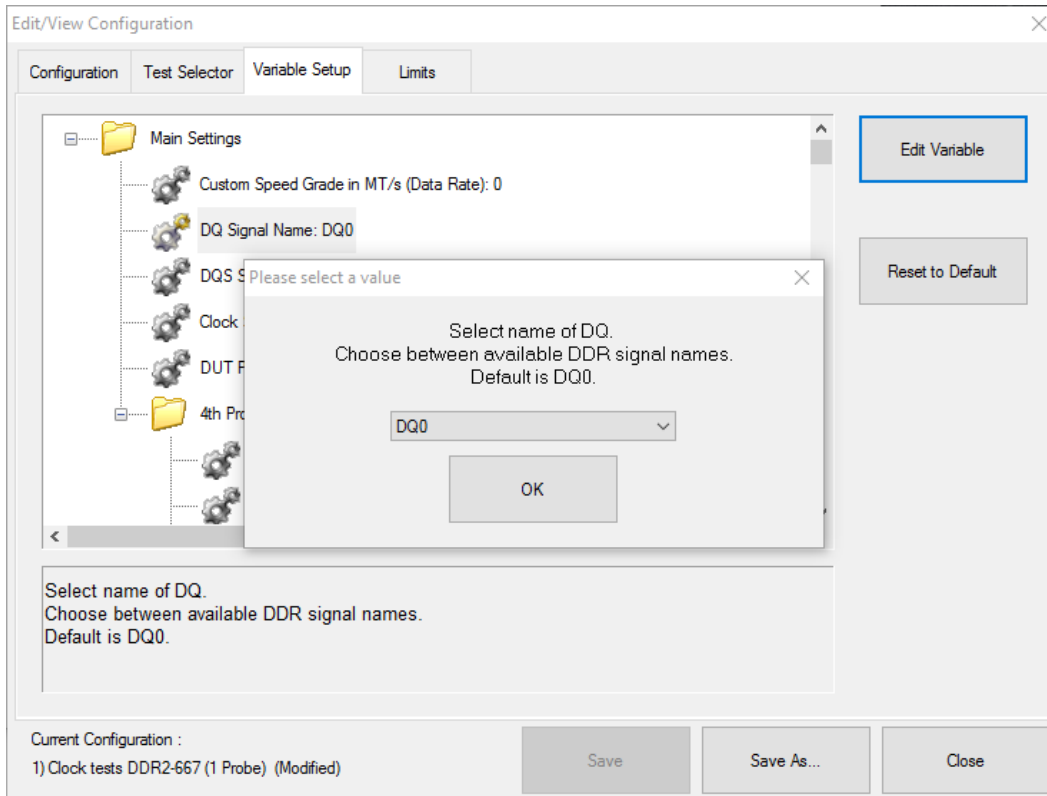 Edit/View Configuration
Configuration
Test Selector
Variable Setup
Limits
Main Settings
Custom Speed Grade in MT/s (Data Rate): 0
DQ Signal Name: DQ0
DQS S
Clock
DUT
4th
Edit Variable
Reset to Default
Please select a value
Select name of DQ.
Choose between available DDR signal names.
Default is DQ0.
DQ0
OK
Select name of DQ.
Choose between available DDR signal names.
Default is DQ0.
Current Configuration :
1) Clock tests DDR2-667 (1 Probe) (Modified)
Save
Save As...
Close